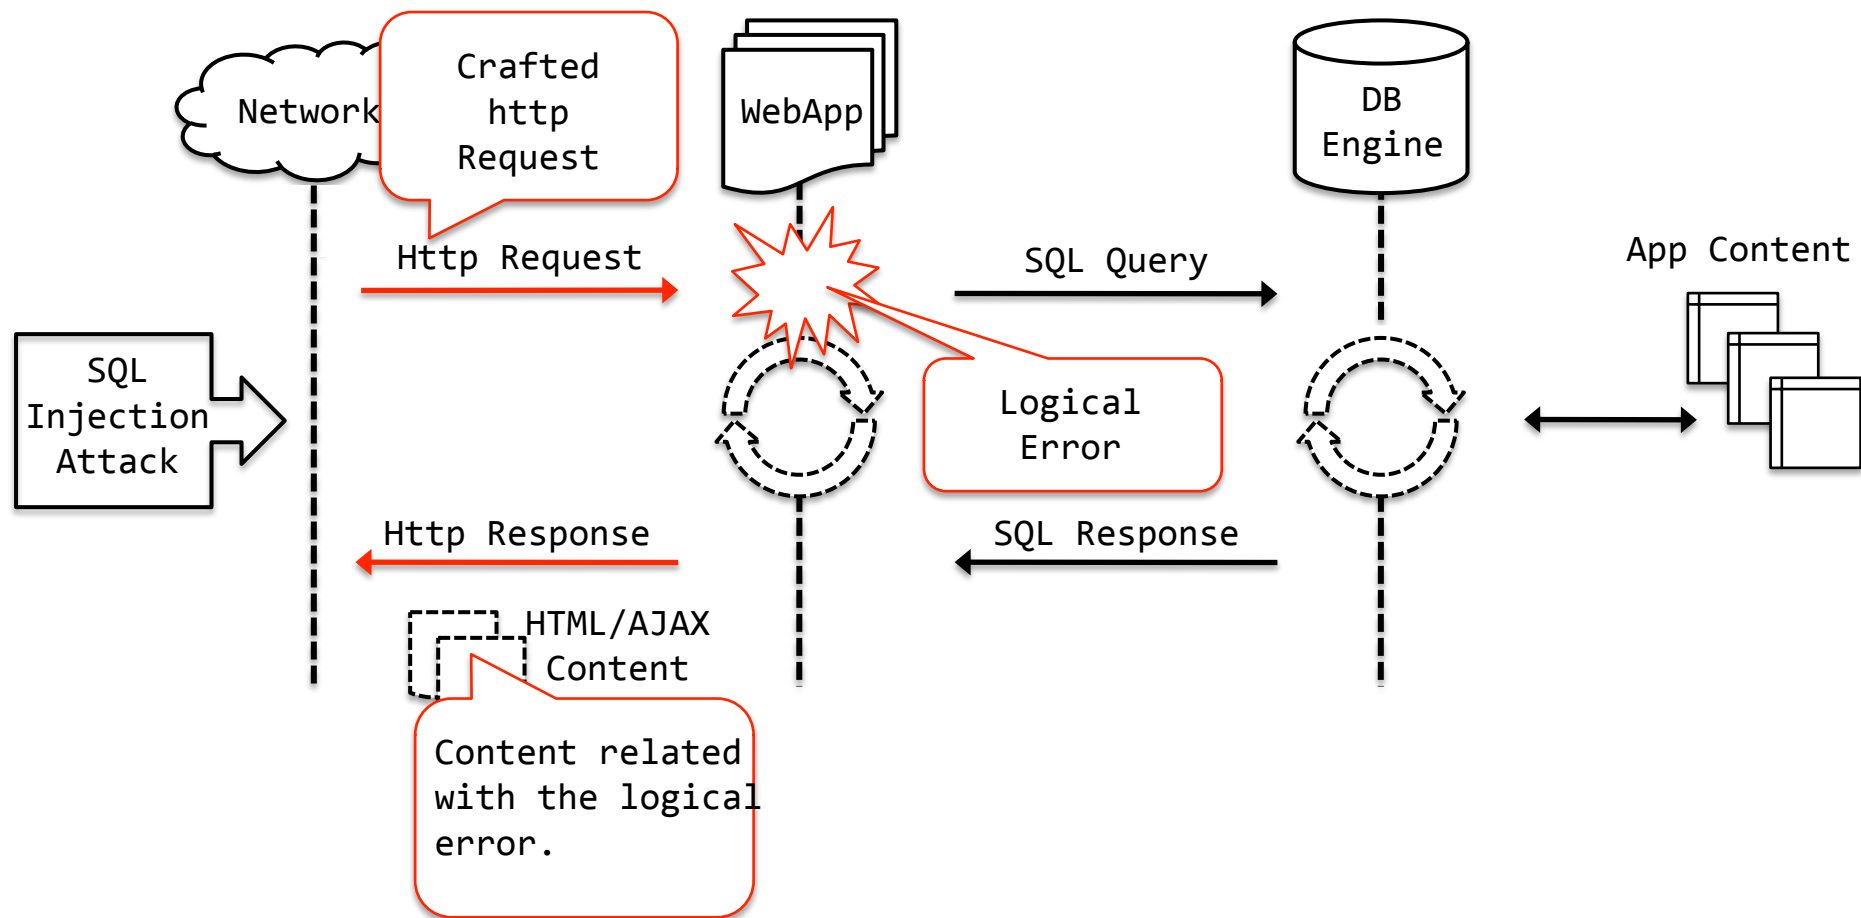 Network
Crafted
http
Request
WebApp
DB
Engine
Http Request
SQL Query
App Content
SQL
Injection
Attack
Logical
Error
Http Response
SQL Response
HTML/AJAX
Content
Content related
with the logical
error.